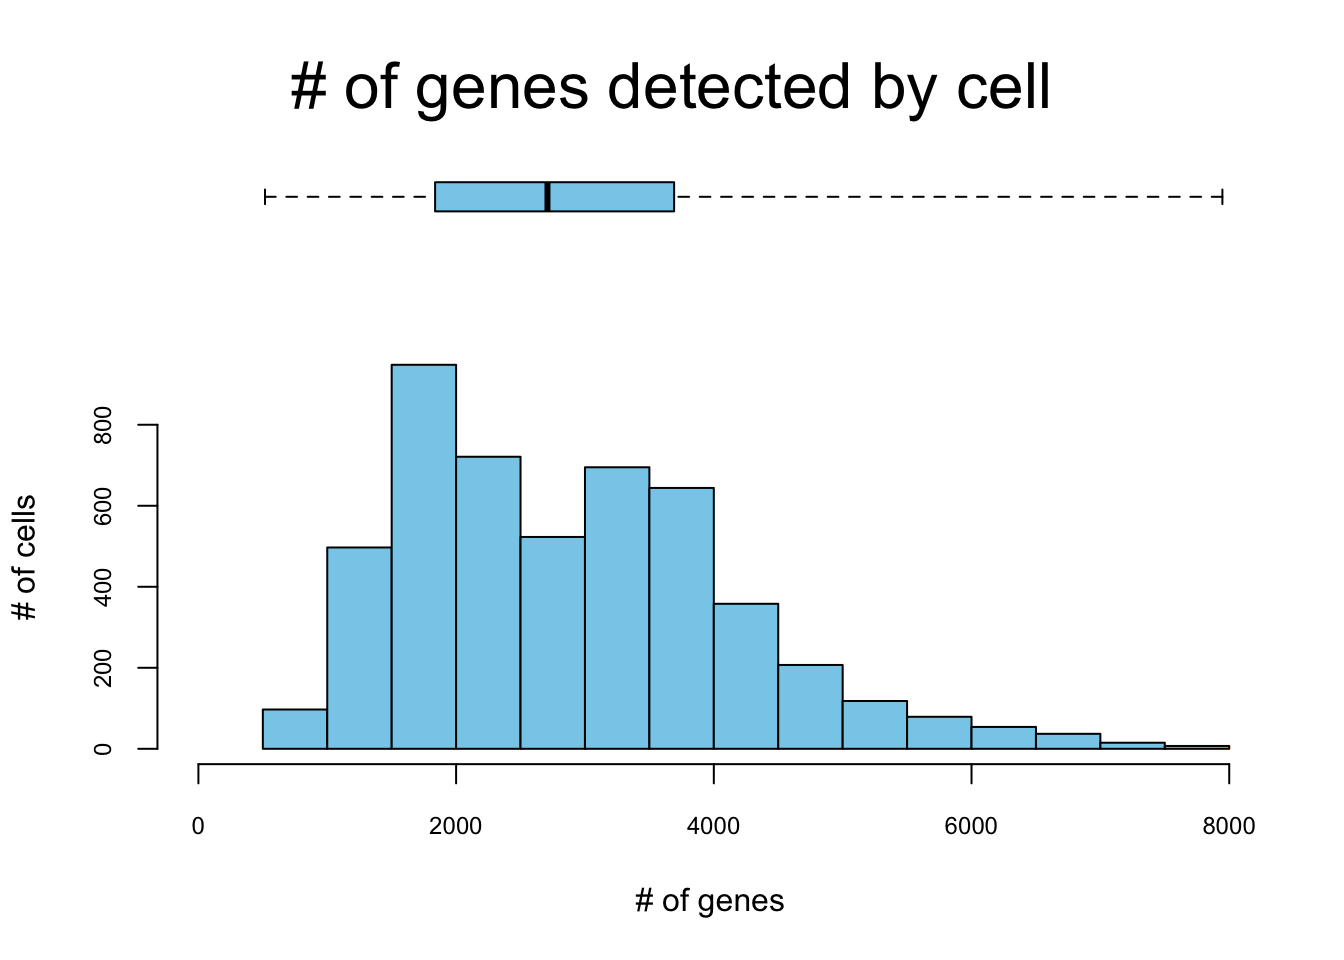 # of genes detected by cell
800
600
400
200
0
# of cells
0 2000 4000 6000 8000
# of genes